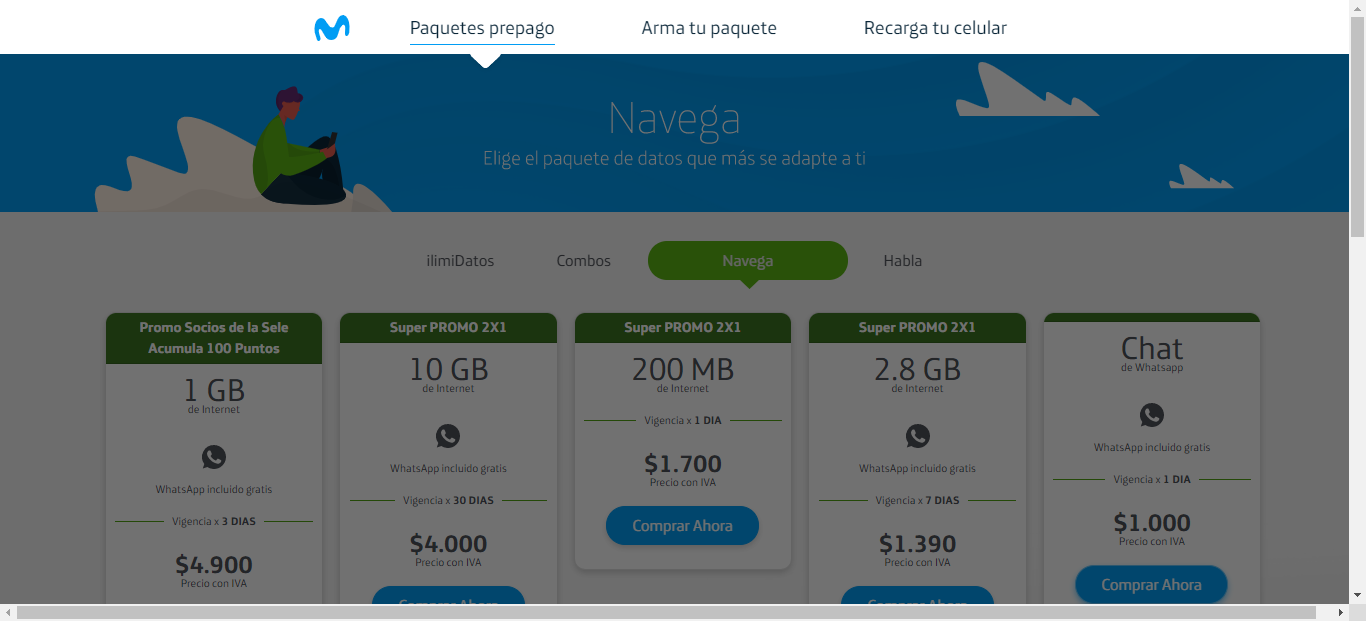 Paquetes prepago
Arma tu paquete
Recarga tu celular
Navega
Elige el paquete de datos que más se adapte a ti
ilimiDatos
Combos
Navega
Habla
Promo Socios de la Sele
Acumula 100 Puntos
1 GB
de Internet
WhatsApp incluido gratis
Vigencia x 3 DIAS
$4.900
Precio con IVA
Super PROMO 2X1
10 GB
de Internet
WhatsApp incluido gratis
Vigencia x 30 DIAS
$4.000
Precio con IVA
Comprar Ahora
Super PROMO 2X1
200 MB
de Internet
Vigencia x 1 DIA
$1.700
Precio con IVA
Comprar Ahora
Super PROMO 2X1
2.8 GB
de Internet
WhatsApp incluido gratis
Vigencia x 7 DIAS
$1.390
Precio con IVA
Comprar Ahora
Chat
de Whatsapp
WhatsApp incluido gratis
Vigencia x 1 DIA
$1.000
Precio con IVA
Comprar Ahora